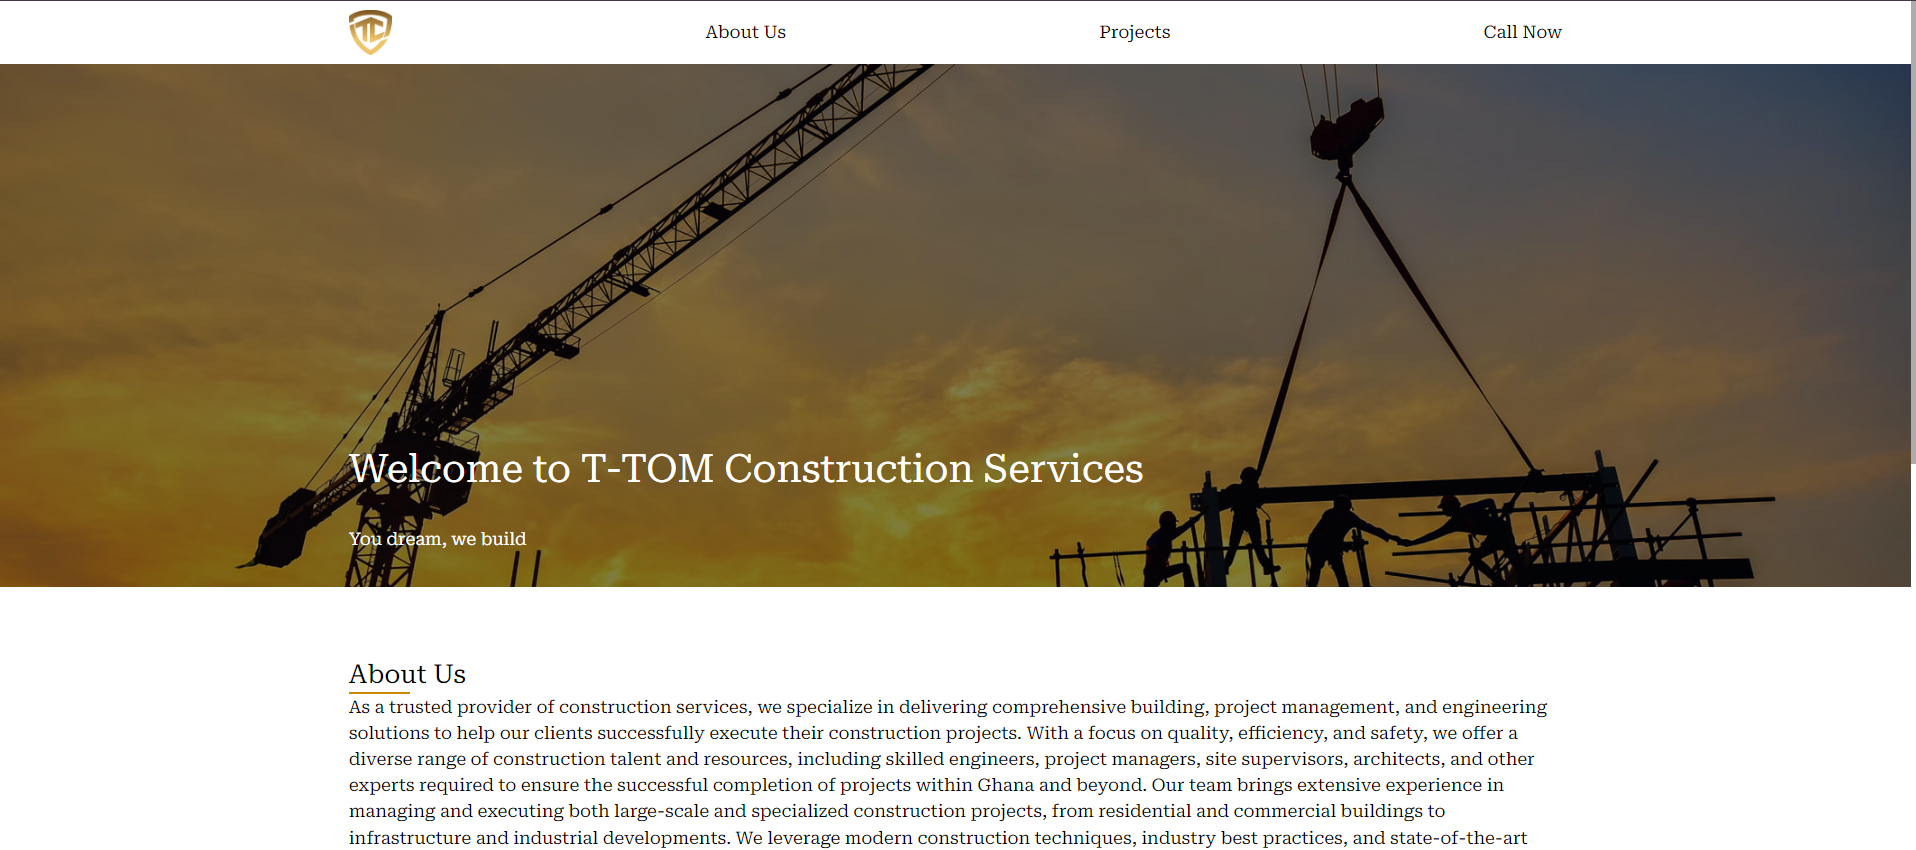 TC
About Us
Projects
Call Now
Welcome to T-TOM Construction Services
You dream, we build
About Us
As a trusted provider of construction services, we specialize in delivering comprehensive building, project management, and engineering
solutions to help our clients successfully execute their construction projects. With a focus on quality, efficiency, and safety, we offer a
diverse range of construction talent and resources, including skilled engineers, project managers, site supervisors, architects, and other
experts required to ensure the successful completion of projects within Ghana and beyond. Our team brings extensive experience in
managing and executing both large-scale and specialized construction projects, from residential and commercial buildings to
infrastructure and industrial developments. We leverage modern construction techniques, industry best practices, and state-of-the-art